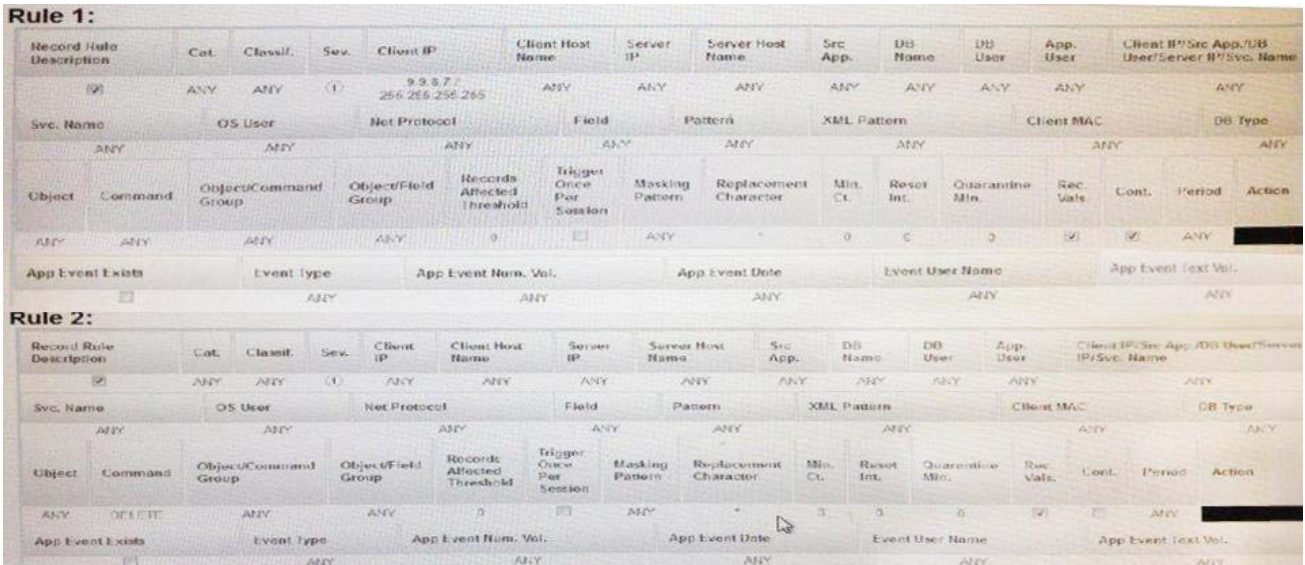 Rule 1:
Record Rule Description Cat. Classif. Sev. Client IP Client Host Name Server IP Server Host Name Src App. DB Name DB User App. User Client IP/Src App./DB User/Server IP/Svc. Name
ANY ANY 1 9.9.8.7 / 255.255.255.255 ANY ANY ANY ANY ANY ANY ANY ANY
Svc. Name OS User Net Protocol Field Pattern XML Pattern Client MAC DB Type
ANY ANY ANY ANY ANY ANY ANY ANY
Object Command Object/Command Group Object/Field Group Records Affected Threshold Trigger Once Per Session Masking Pattern Replacement Character Min. Ct. Reset Int. Quarantine Min. Rec. Vals. Cont. Period Action
ANY ANY ANY ANY 0 ANY * 0 0 0 ANY
App Event Exists Event Type App Event Num. Val. App Event Date Event User Name App Event Text Val.
ANY ANY ANY ANY ANY
Rule 2:
Record Rule Description Cat. Classif. Sev. Client IP Client Host Name Server IP Server Host Name Src App. DB Name DB User App. User Client IP/Src App./DB User/Server IP/Svc. Name
ANY ANY 1 ANY ANY ANY ANY ANY ANY ANY ANY ANY
Svc. Name OS User Net Protocol Field Pattern XML Pattern Client MAC DB Type
ANY ANY ANY ANY ANY ANY ANY ANY
Object Command Object/Command Group Object/Field Group Records Affected Threshold Trigger Once Per Session Masking Pattern Replacement Character Min. Ct. Reset Int. Quarantine Min. Rec. Vals. Cont. Period Action
ANY DELETE ANY ANY 0 ANY * 0 0 0 ANY
App Event Exists Event Type App Event Num. Val. App Event Date Event User Name App Event Text Val.
ANY ANY ANY ANY ANY